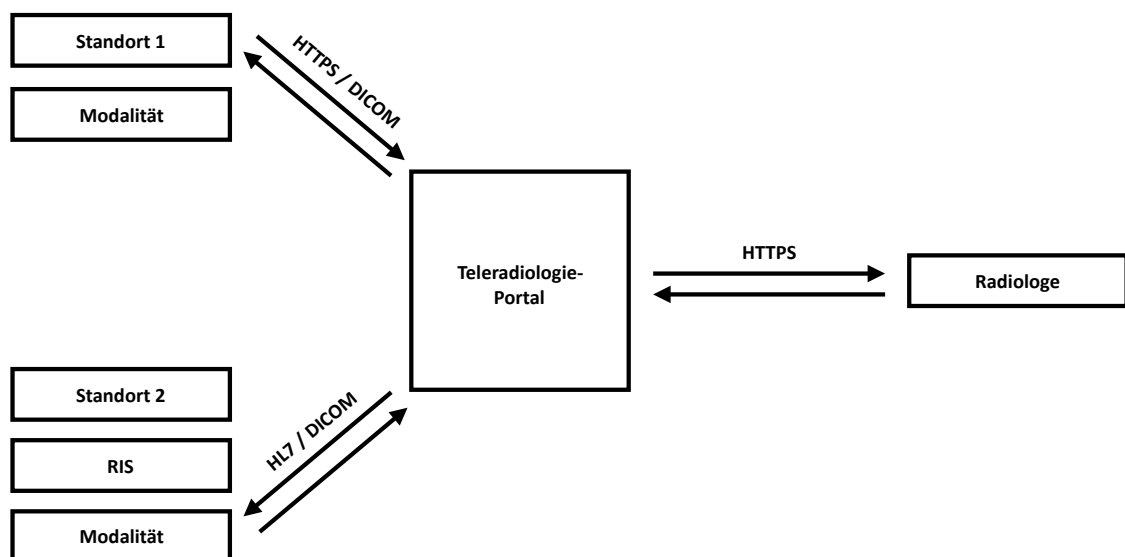 Standort 1
Modalität
HTTPS / DICOM
Teleradiologie-
Portal
HTTPS
Radiologe
Standort 2
RIS
Modalität
HL7 / DICOM